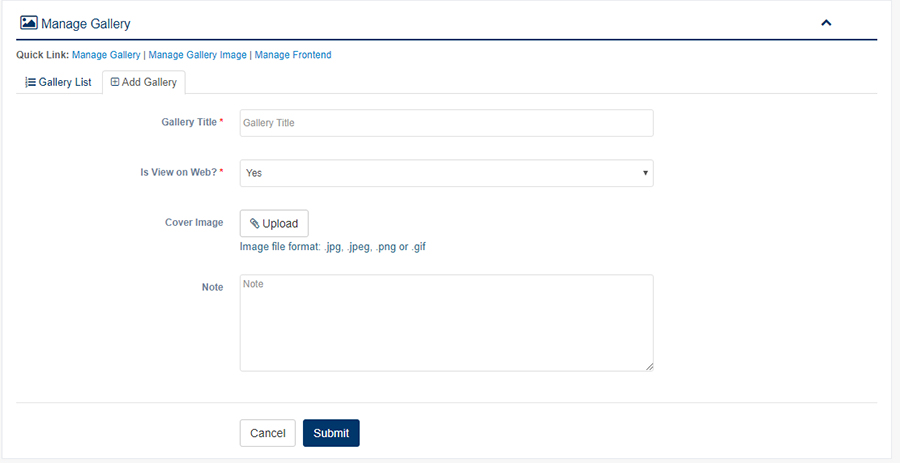 Manage Gallery
Quick Link: Manage Gallery | Manage Gallery Image | Manage Frontend
Gallery List Add Gallery
Gallery Title * Gallery Title
Is View on Web? * Yes
Cover Image Upload
Image file format: .jpg, .jpeg, .png or .gif
Note Note
Cancel Submit